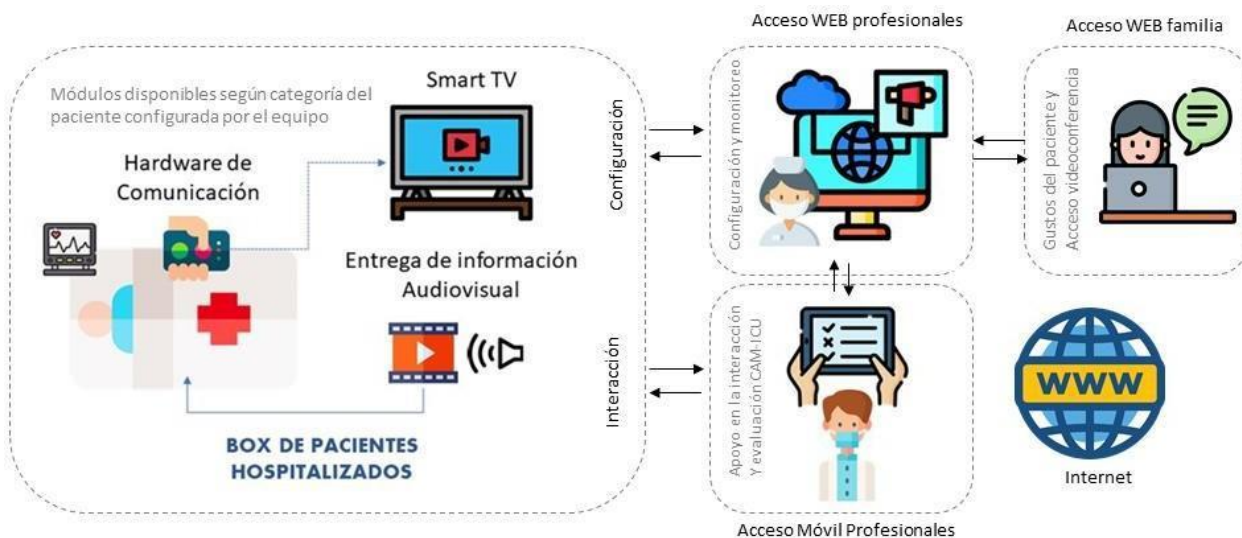 Acceso WEB profesionales
Acceso WEB familia
Módulos disponibles según categoría del
paciente configurada por el equipo
Smart TV
Hardware de
Comunicación
Entrega de información
Audiovisual
BOX DE PACIENTES
HOSPITALIZADOS
Configuración
Interacción
Configuración y monitoreo
Gustos del paciente y
Acceso videoconferencia
Apoyo en la interacción
Y evaluación CAM-ICU
Acceso Móvil Profesionales
WWW
Internet